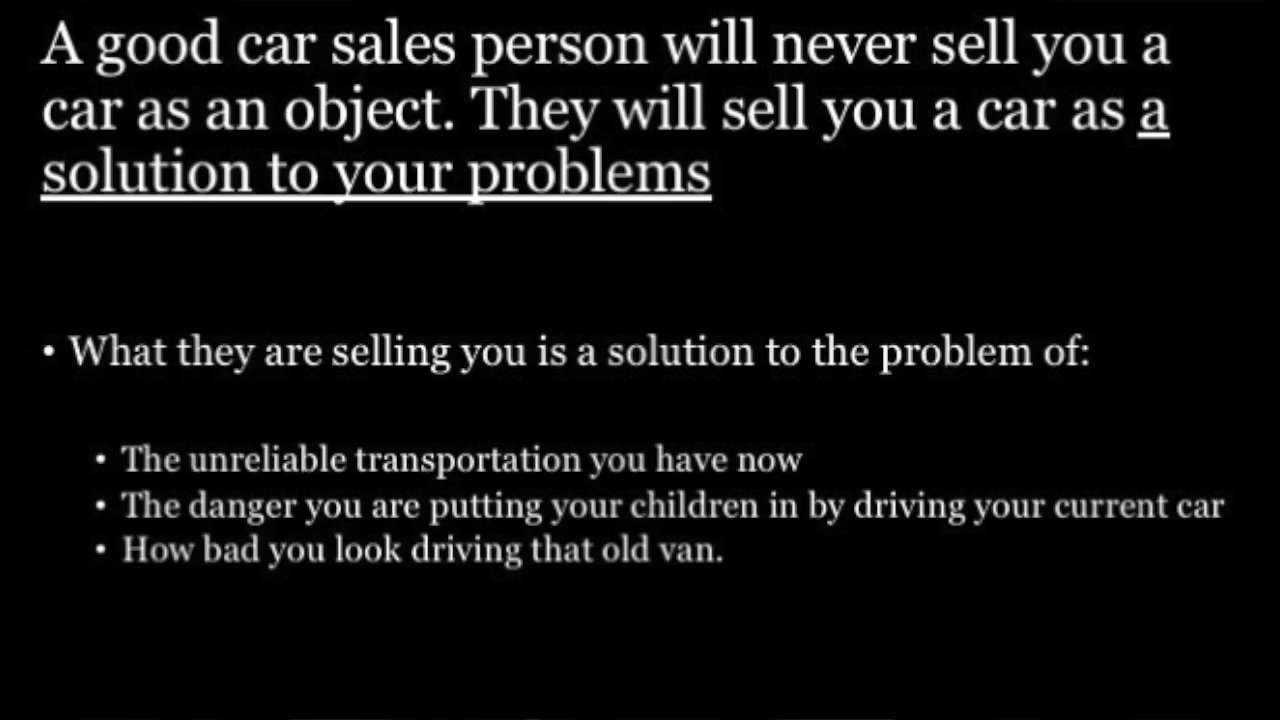 A good car sales person will never sell you a
car as an object. They will sell you a car as a
solution to your problems
• What they are selling you is a solution to the problem of:
• The unreliable transportation you have now
• The danger you are putting your children in by driving your current car
• How bad you look driving that old van.